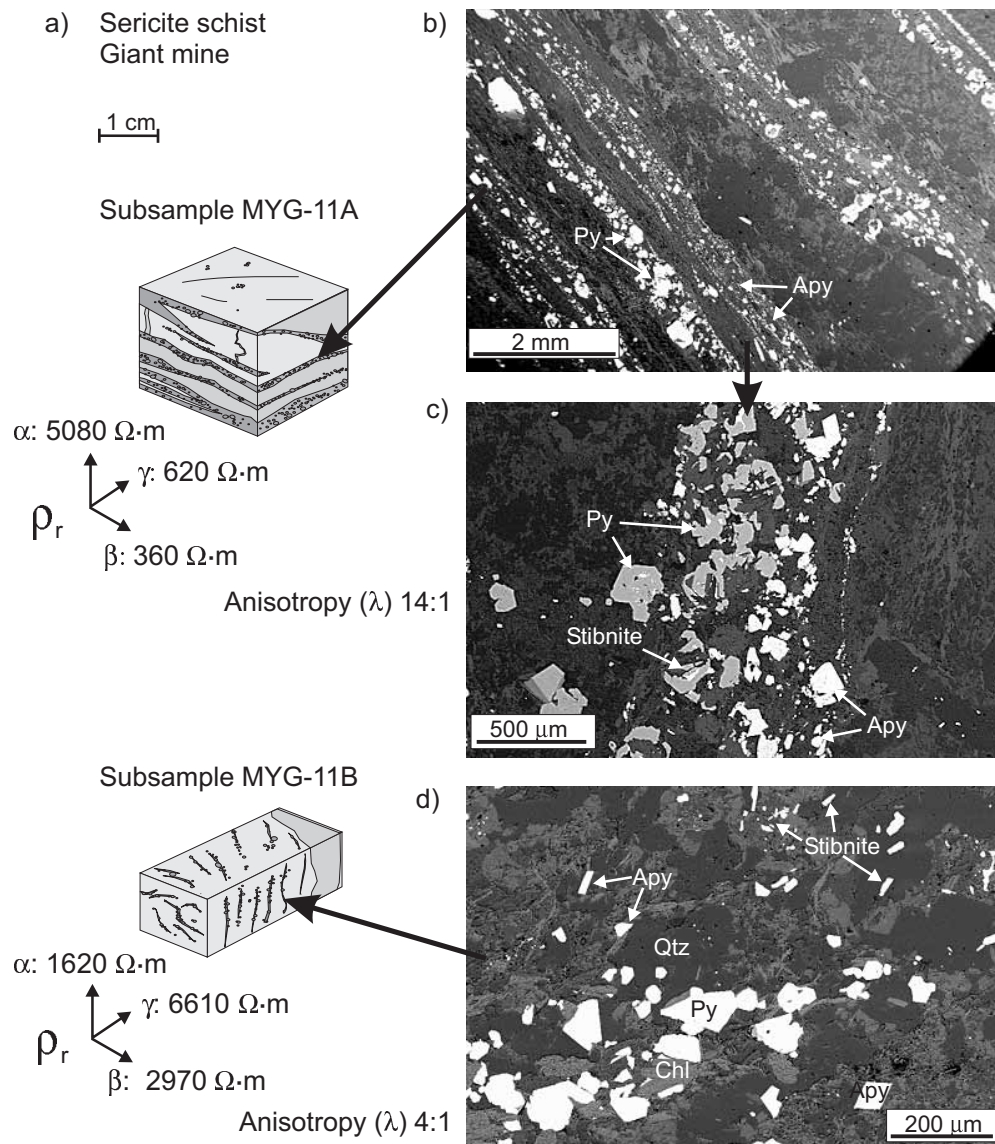 a) Sericite schist
Giant mine
1 cm
Subsample MYG-11A
α: 5080 Ω·m
γ: 620 Ω·m
ρr
β: 360 Ω·m
Anisotropy (λ) 14:1
Subsample MYG-11B
α: 1620 Ω·m
γ: 6610 Ω·m
ρr
β: 2970 Ω·m
Anisotropy (λ) 4:1
b)
Py
Apy
2 mm
c)
Py
Stibnite
Apy
500 μm
d)
Stibnite
Apy
Qtz
Py
Chl
Apy
200 μm